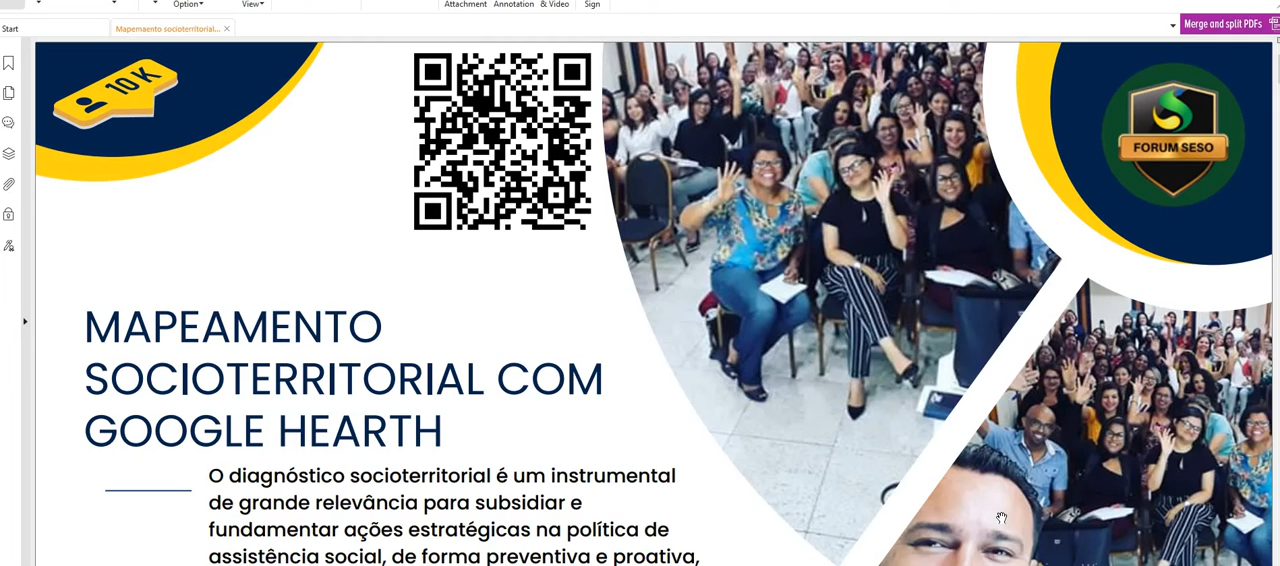 Option
View
Attachment
Annotation
& Video
Sign
Start
Mapemaento socioterritorial...
Merge and split PDFs
10 K
FORUM SESO
MAPEAMENTO
SOCIOTERRITORIAL COM
GOOGLE HEARTH
O diagnóstico socioterritorial é um instrumental
de grande relevância para subsidiar e
fundamentar ações estratégicas na política de
assistência social, de forma preventiva e proativa,